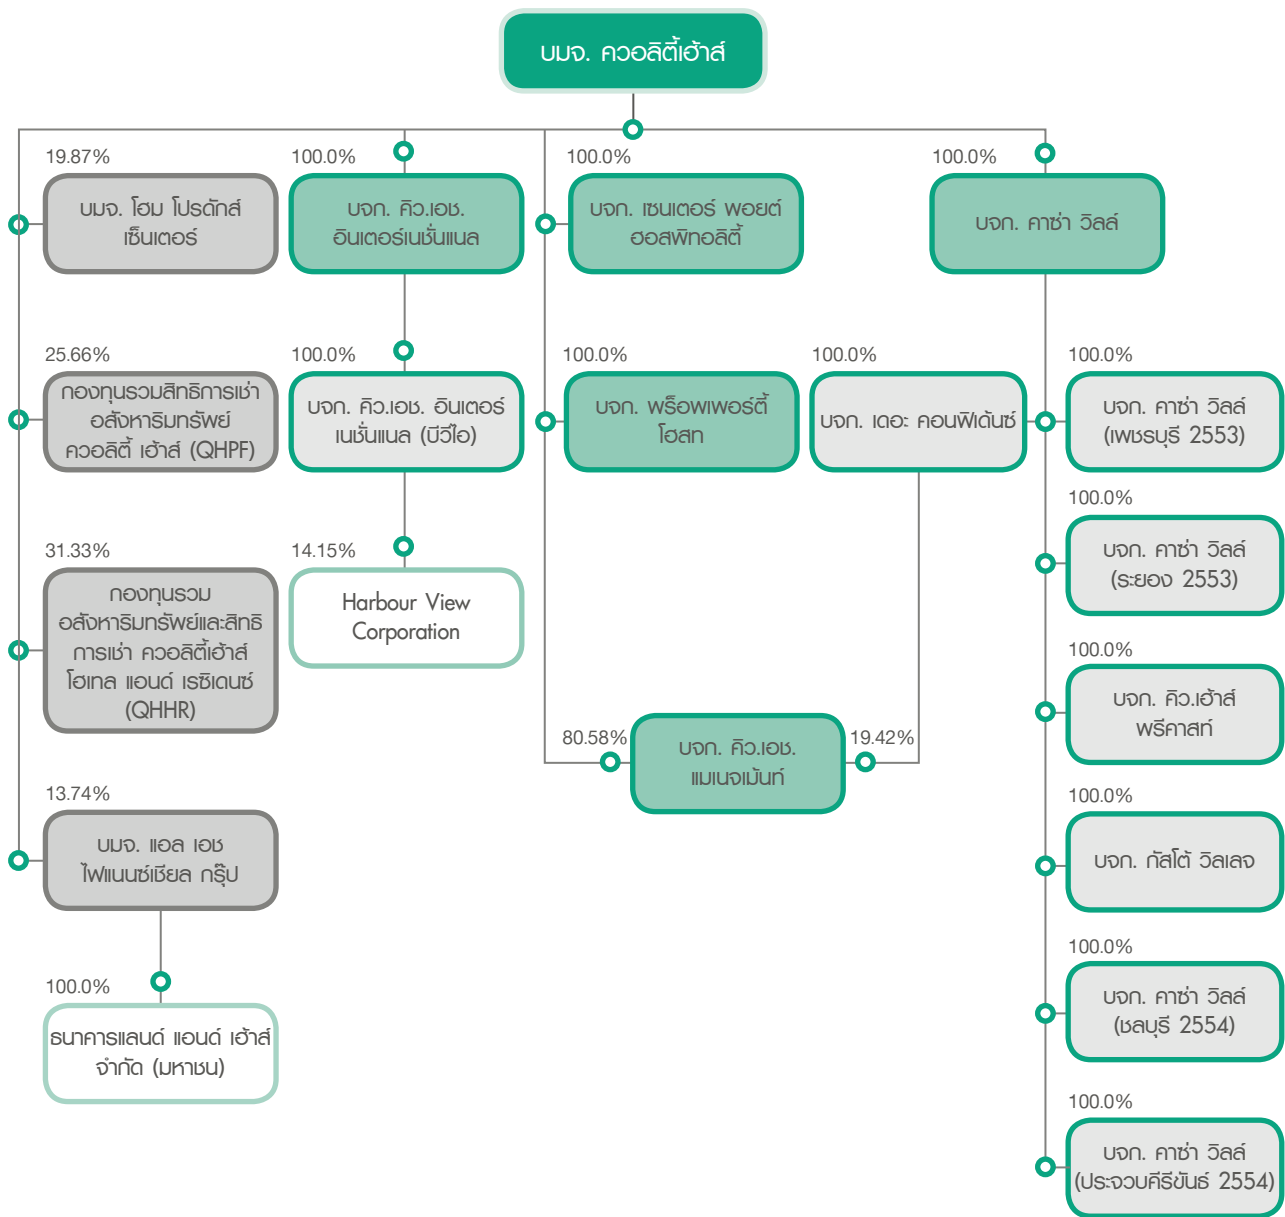 บมจ. ควอลิตี้เฮ้าส์
19.87%
บมจ. โฮม โปรดักส์
เซ็นเตอร์
100.0%
บจก. คิว.เอช.
อินเตอร์เนชั่นแนล
100.0%
บจก. เซนเตอร์ พอยต์
ฮอสพิทอลิตี้
100.0%
บจก. คาซ่า วิลล์
25.66%
กองทุนรวมสิทธิการเช่า
อสังหาริมทรัพย์
ควอลิตี้ เฮ้าส์ (QHPF)
100.0%
บจก. คิว.เอช. อินเตอร์
เนชั่นแนล (บีวีไอ)
100.0%
บจก. พร็อพเพอร์ตี้
โฮสท
100.0%
บจก. เดอะ คอนฟิเด้นซ์
100.0%
บจก. คาซ่า วิลล์
(เพชรบุรี 2553)
100.0%
บจก. คาซ่า วิลล์
(ระยอง 2553)
31.33%
กองทุนรวม
อสังหาริมทรัพย์และสิทธิ
การเช่า ควอลิตี้เฮ้าส์
โฮเทล แอนด์ เรซิเดนซ์
(QHHR)
14.15%
Harbour View
Corporation
100.0%
บจก. คิว.เฮ้าส์
พรีคาสท์
80.58%
บจก. คิว.เอช.
แมเนจเม้นท์
19.42%
13.74%
บมจ. แอล เอช
ไฟแนนซ์เชียล กรุ๊ป
100.0%
บจก. กัสโต้ วิลเลจ
100.0%
บจก. คาซ่า วิลล์
(ชลบุรี 2554)
100.0%
ธนาคารแลนด์ แอนด์ เฮ้าส์
จำกัด (มหาชน)
100.0%
บจก. คาซ่า วิลล์
(ประจวบคีรีขันธ์ 2554)